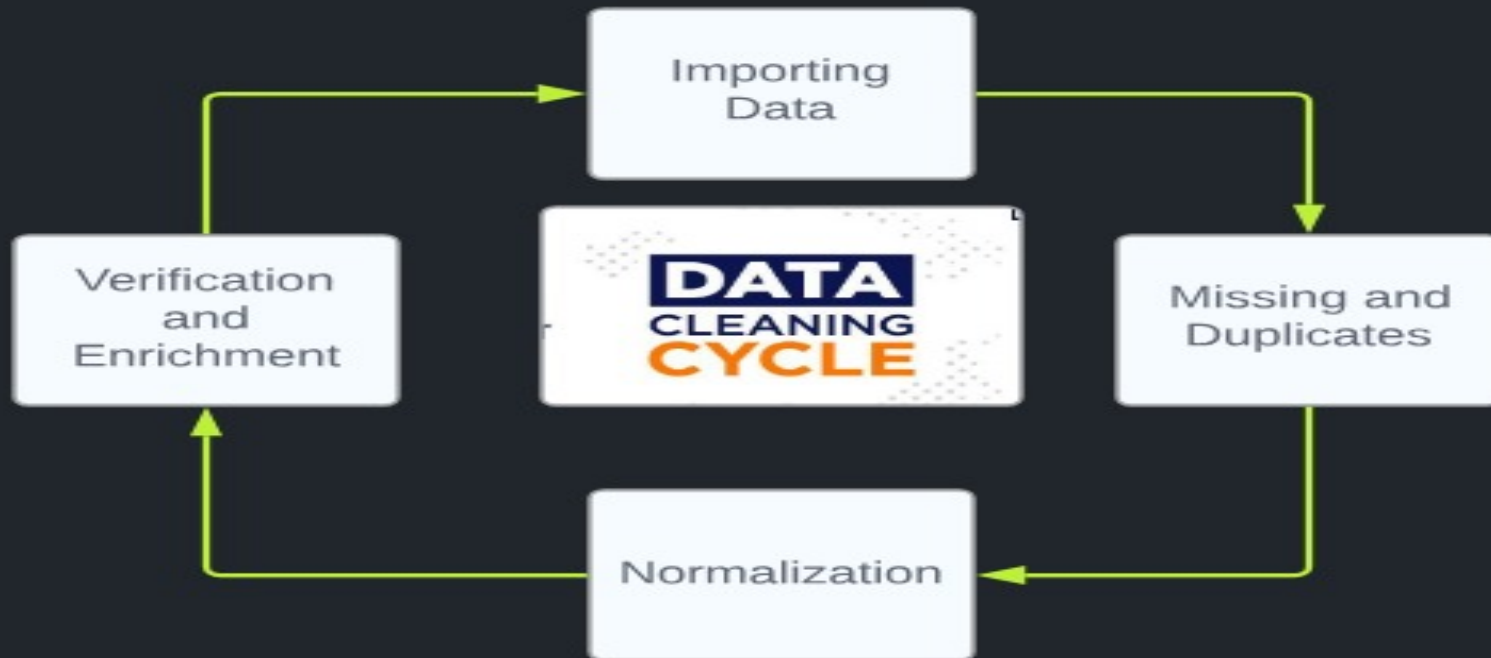 Importing
Data
Missing and
Duplicates
Normalization
Verification
and
Enrichment
DATA
CLEANING
CYCLE